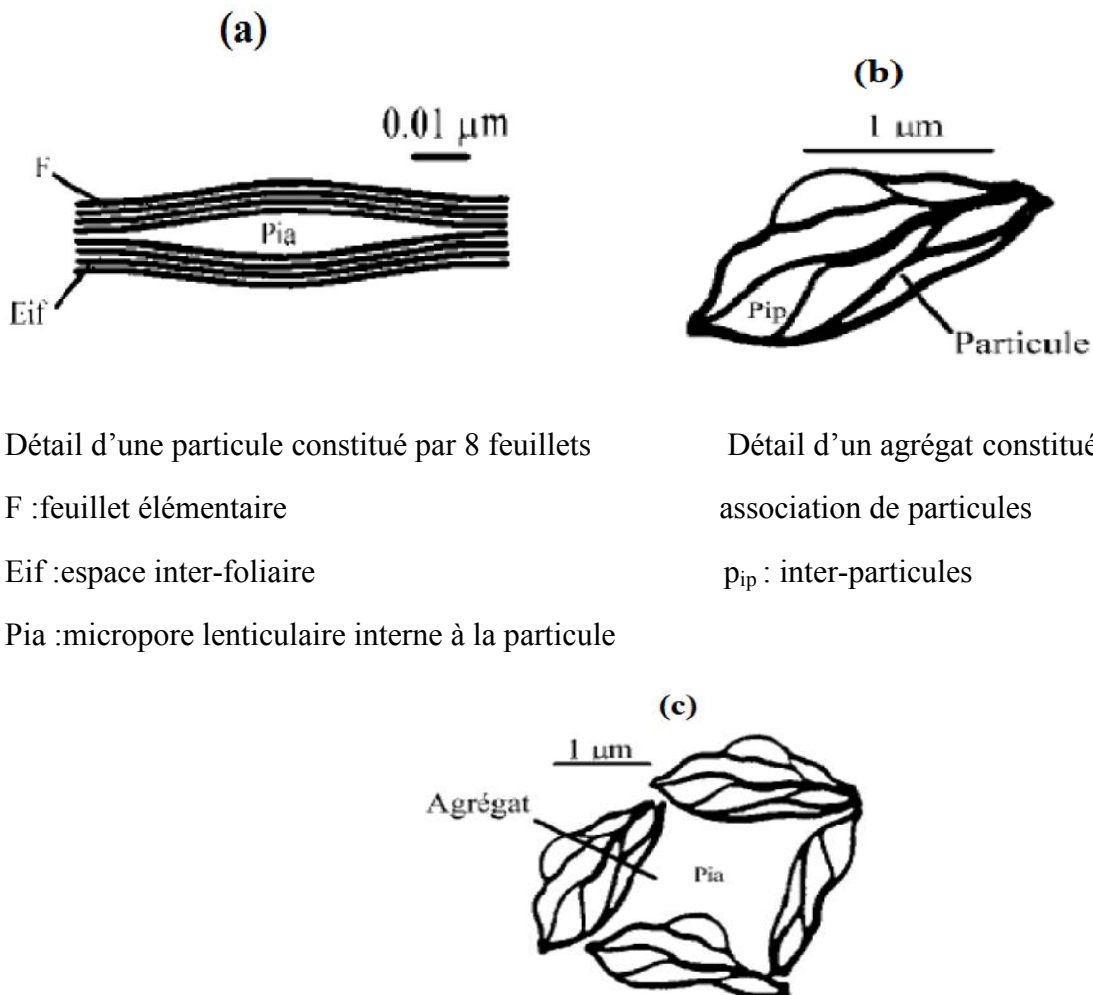 (a)
0.01 µm
F
Pia
Eif
(b)
1 µm
Pip
Particule
Détail d’une particule constitué par 8 feuillets Détail d’un agrégat constitué
F :feuillet élémentaire association de particules
Eif :espace inter-foliaire pip : inter-particules
Pia :micropore lenticulaire interne à la particule
(c)
1 µm
Agrégat
Pia